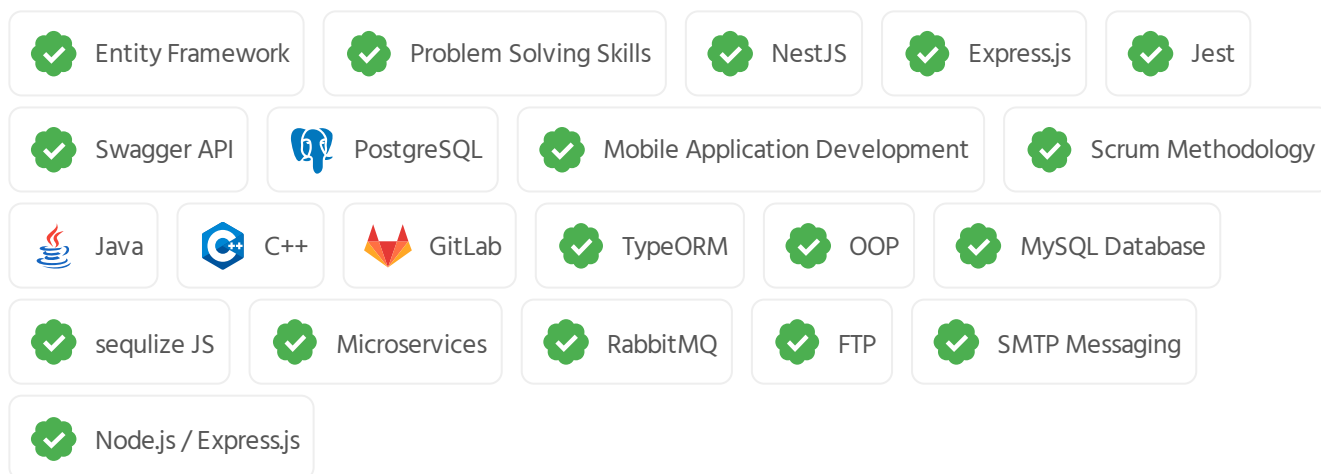 Entity Framework Problem Solving Skills NestJS Express.js Jest
Swagger API PostgreSQL Mobile Application Development Scrum Methodology
Java C++ GitLab TypeORM OOP MySQL Database
sequlize JS Microservices RabbitMQ FTP SMTP Messaging
Node.js / Express.js